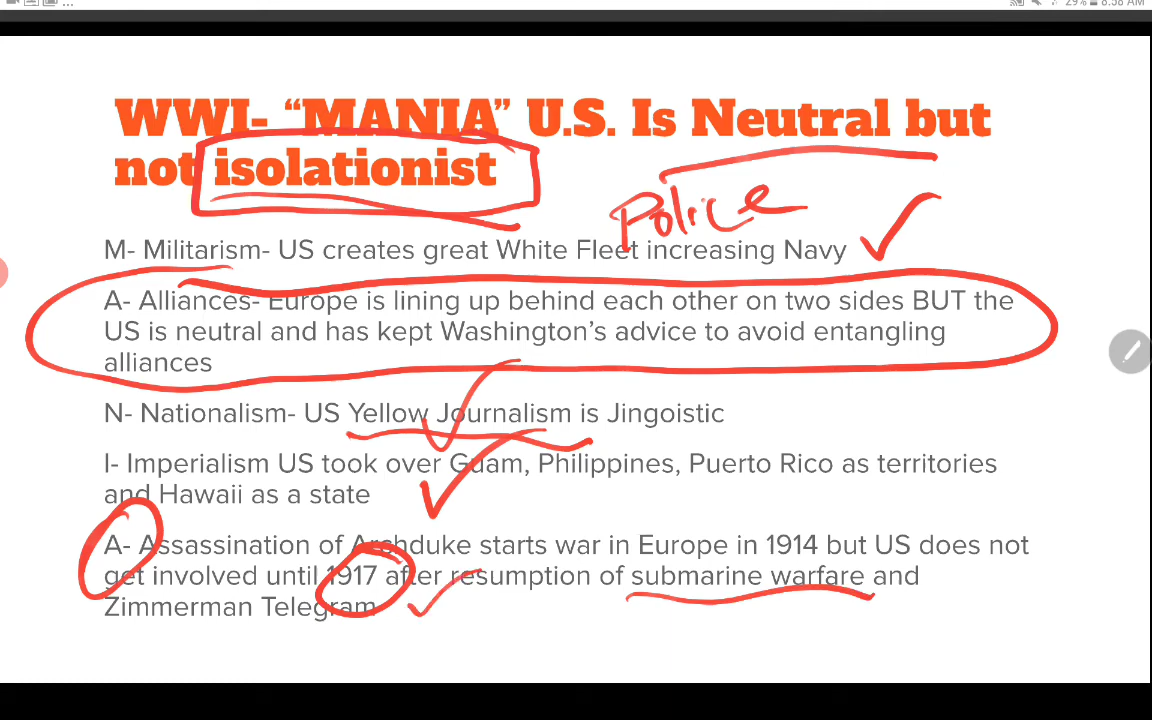 29% 8:58 AM
WWI- “MANIA” U.S. Is Neutral but
not isolationist
Police
M- Militarism- US creates great White Fleet increasing Navy
A- Alliances- Europe is lining up behind each other on two sides BUT the
US is neutral and has kept Washington’s advice to avoid entangling
alliances
N- Nationalism- US Yellow Journalism is Jingoistic
I- Imperialism US took over Guam, Philippines, Puerto Rico as territories
and Hawaii as a state
A- Assassination of Archduke starts war in Europe in 1914 but US does not
get involved until 1917 after resumption of submarine warfare and
Zimmerman Telegram